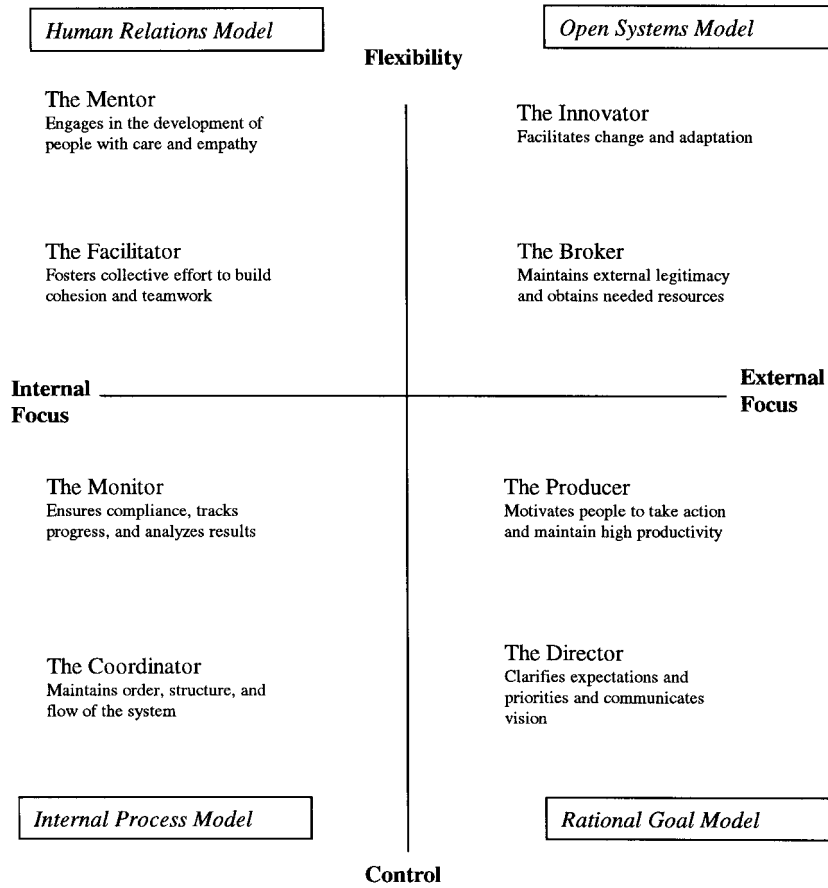 Human Relations Model
Open Systems Model
Flexibility
The Mentor
Engages in the development of
people with care and empathy
The Innovator
Facilitates change and adaptation
The Facilitator
Fosters collective effort to build
cohesion and teamwork
The Broker
Maintains external legitimacy
and obtains needed resources
Internal
Focus
External
Focus
The Monitor
Ensures compliance, tracks
progress, and analyzes results
The Producer
Motivates people to take action
and maintain high productivity
The Coordinator
Maintains order, structure, and
flow of the system
The Director
Clarifies expectations and
priorities and communicates
vision
Internal Process Model
Rational Goal Model
Control